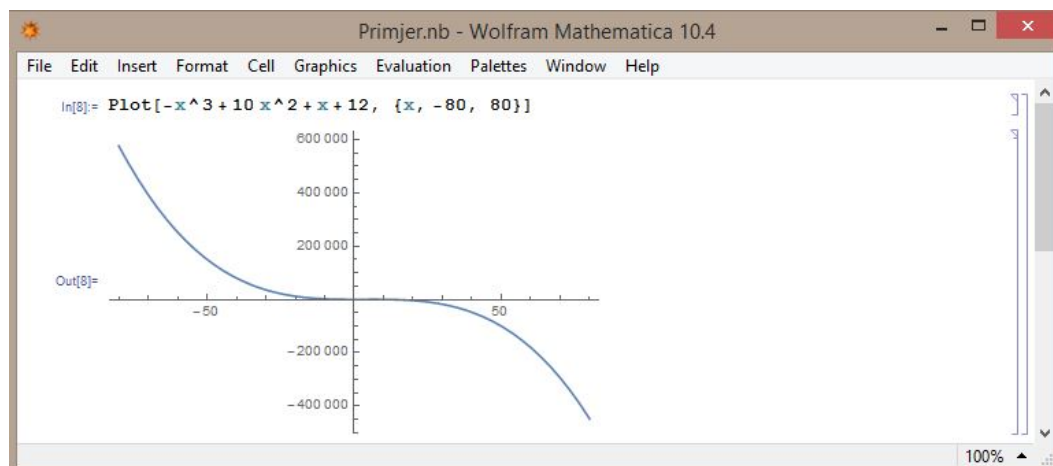 Primjer.nb - Wolfram Mathematica 10.4
File Edit Insert Format Cell Graphics Evaluation Palettes Window Help
In[8]:= Plot[-x^3+10 x^2+x+12, {x, -80, 80}]
600 000
400 000
200 000
Out[8]=
-50 50
-200 000
-400 000
100%